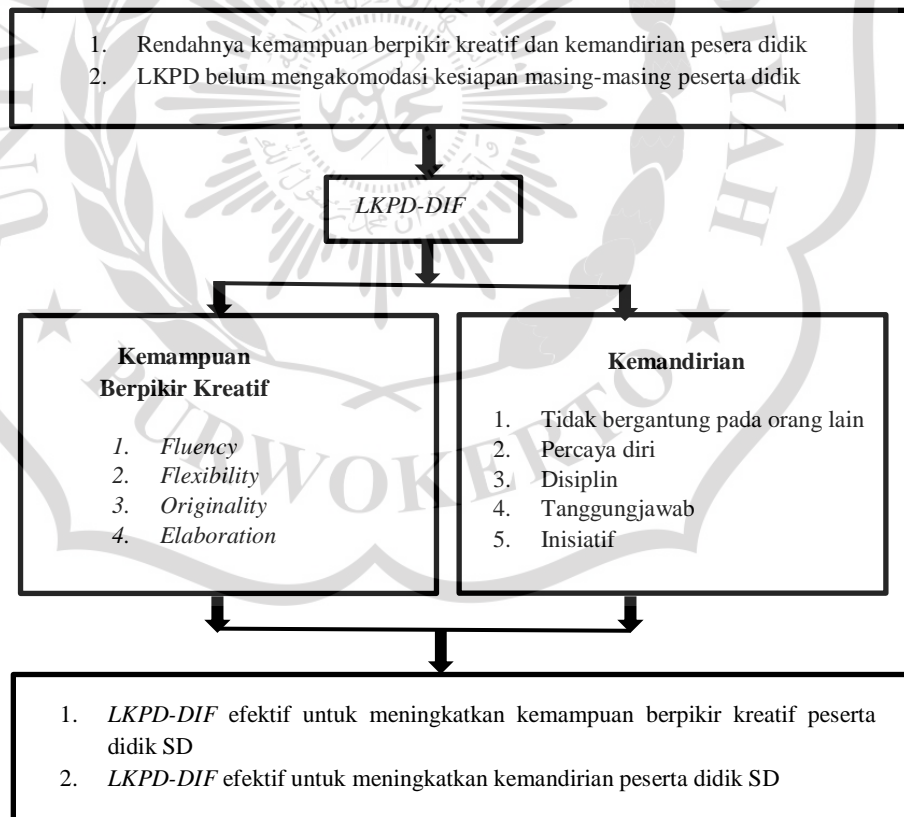 1. Rendahnya kemampuan berpikir kreatif dan kemandirian pesera didik
2. LKPD belum mengakomodasi kesiapan masing-masing peserta didik
LKPD-DIF
Kemampuan
Berpikir Kreatif
1. Fluency
2. Flexibility
3. Originality
4. Elaboration
Kemandirian
1. Tidak bergantung pada orang lain
2. Percaya diri
3. Disiplin
4. Tanggungjawab
5. Inisiatif
PURWOKERTO
1. LKPD-DIF efektif untuk meningkatkan kemampuan berpikir kreatif peserta
didik SD
2. LKPD-DIF efektif untuk meningkatkan kemandirian peserta didik SD